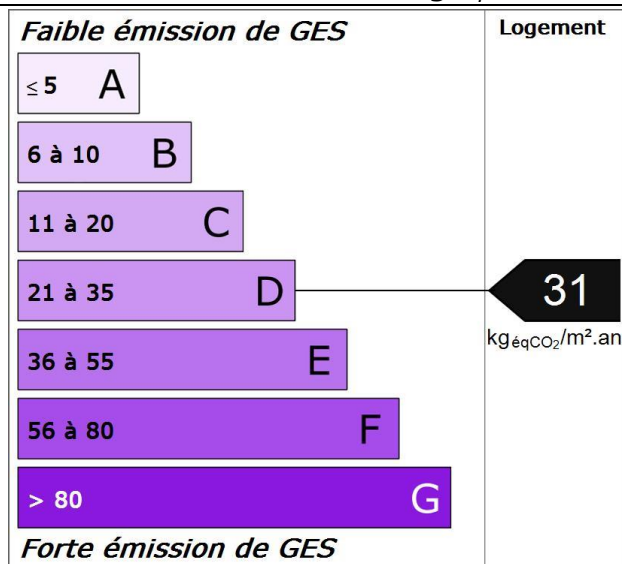 Faible émission de GES
Logement
≤ 5 A
6 à 10 B
11 à 20 C
21 à 35 D
31
kgéqCO₂/m².an
36 à 55 E
56 à 80 F
> 80 G
Forte émission de GES